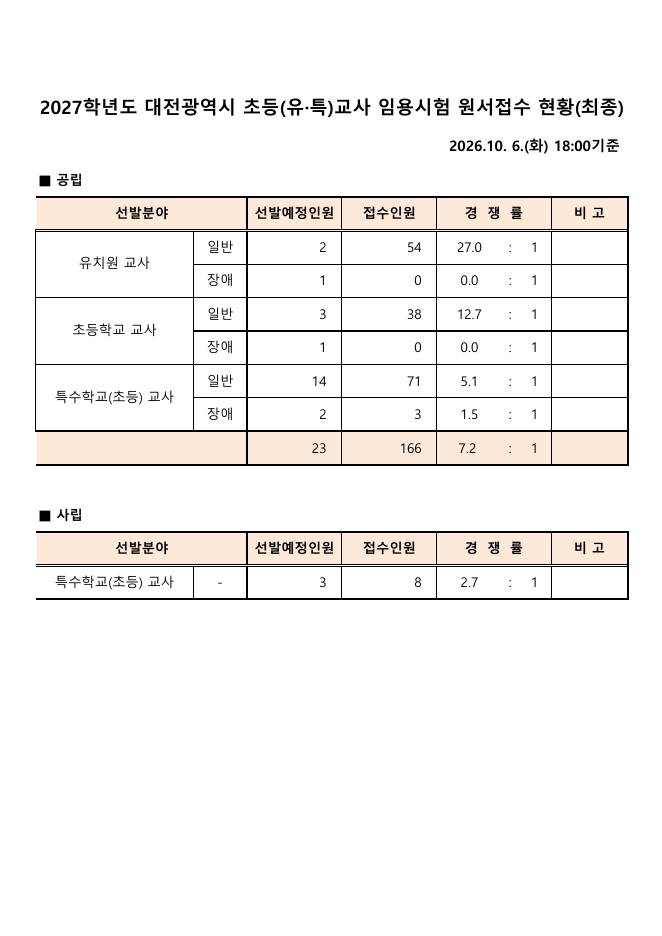 2027학년도 대전광역시 초등(유·특)교사 임용시험 원서접수 현황(최종)
2026.10. 6.(화) 18:00기준
■ 공립
선발분야 선발예정인원 접수인원 경 쟁 률 비 고
유치원 교사 일반 2 54 27.0 : 1
장애 1 0 0.0 : 1
초등학교 교사 일반 3 38 12.7 : 1
장애 1 0 0.0 : 1
특수학교(초등) 교사 일반 14 71 5.1 : 1
장애 2 3 1.5 : 1
23 166 7.2 : 1
■ 사립
선발분야 선발예정인원 접수인원 경 쟁 률 비 고
특수학교(초등) 교사 - 3 8 2.7 : 1